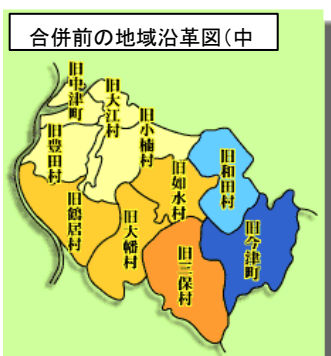 合併前の地域沿革図(中
旧中津町
旧大江村
旧小楠村
旧豊田村
旧和田村
旧如水村
旧鶴居村
旧大幡村
旧三保村
旧今津町